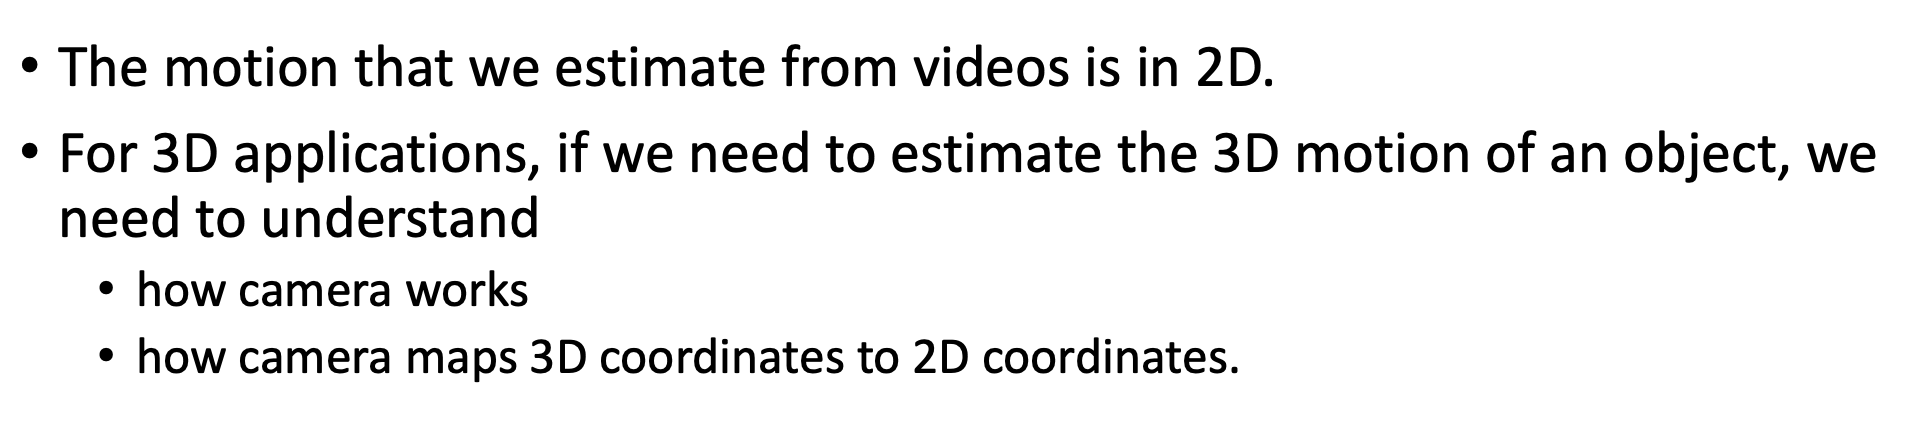 • The motion that we estimate from videos is in 2D.
• For 3D applications, if we need to estimate the 3D motion of an object, we
need to understand
• how camera works
• how camera maps 3D coordinates to 2D coordinates.